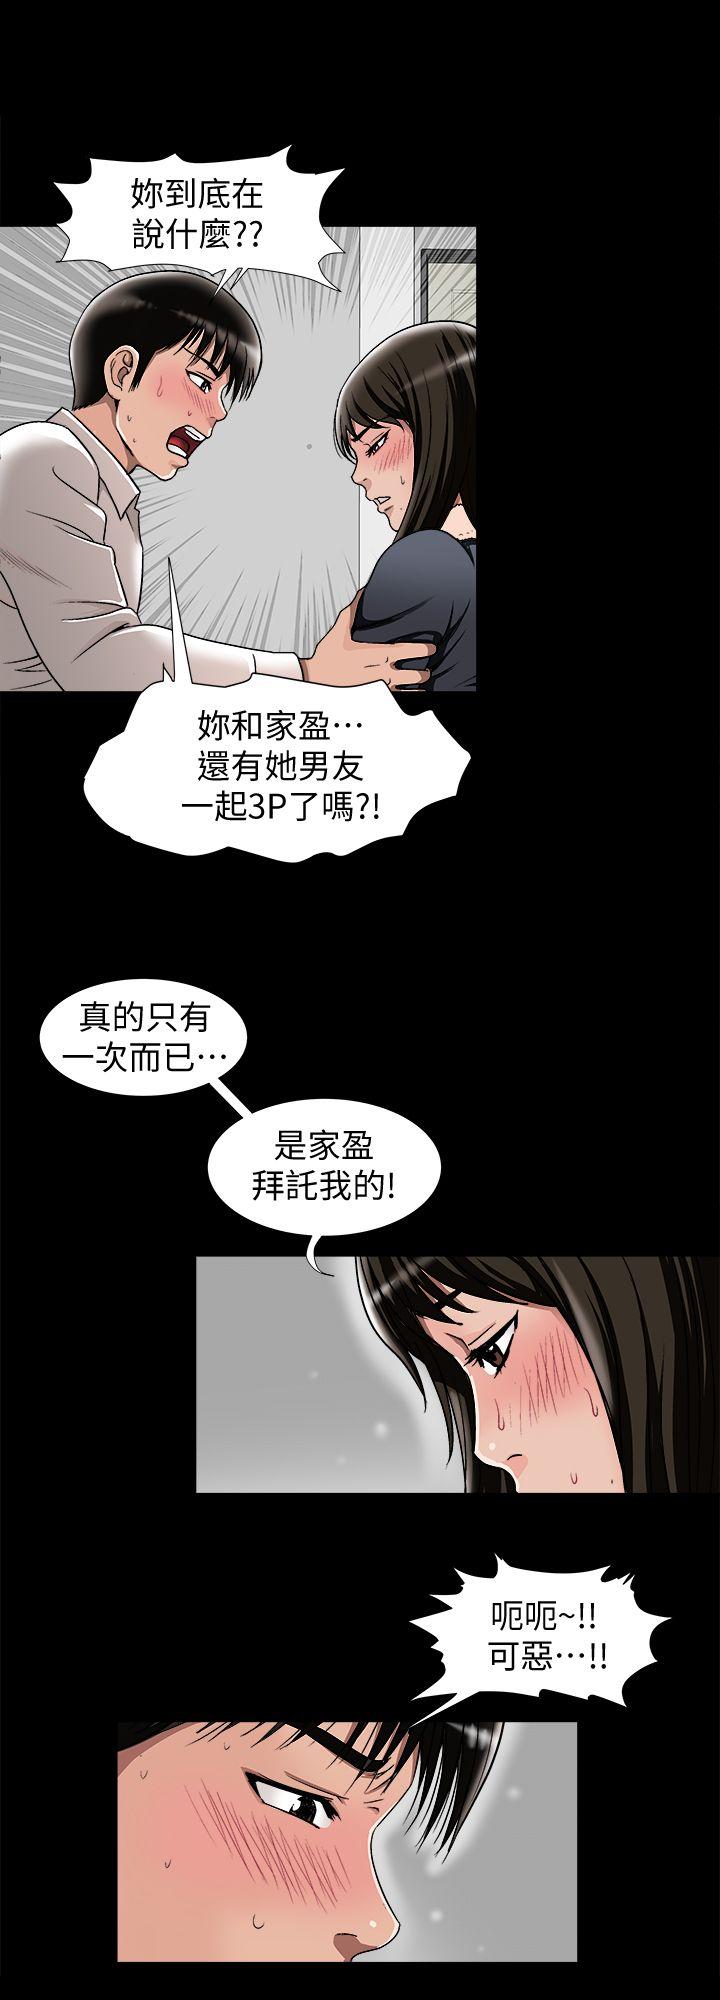 妳到底在
說什麼??
妳和家盈…
還有她男友
一起3P了嗎?!
真的只有
一次而已…
是家盈
拜託我的!
呃呃~!!
可惡…!!